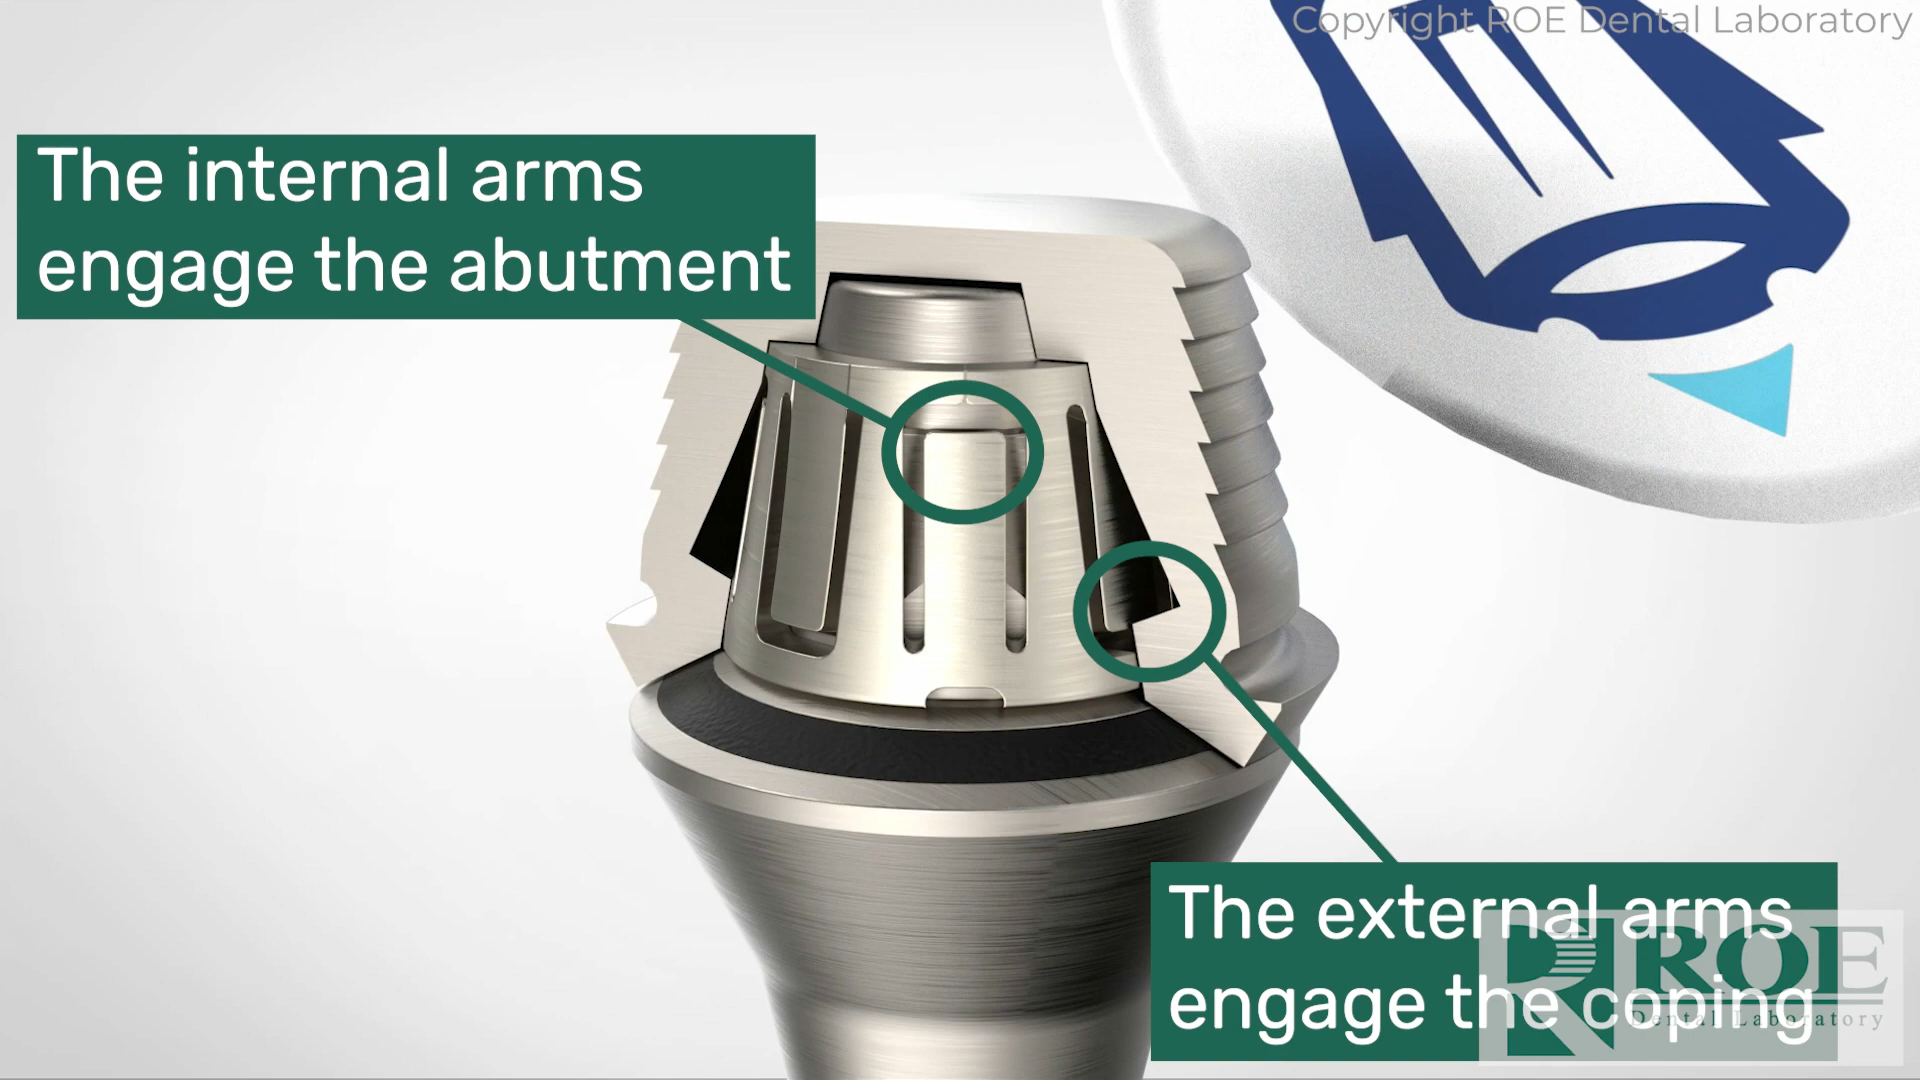 Copyright ROE Dental Laboratory
The internal arms
engage the abutment
The external arms
engage the coping
ROE
Dental Laboratory